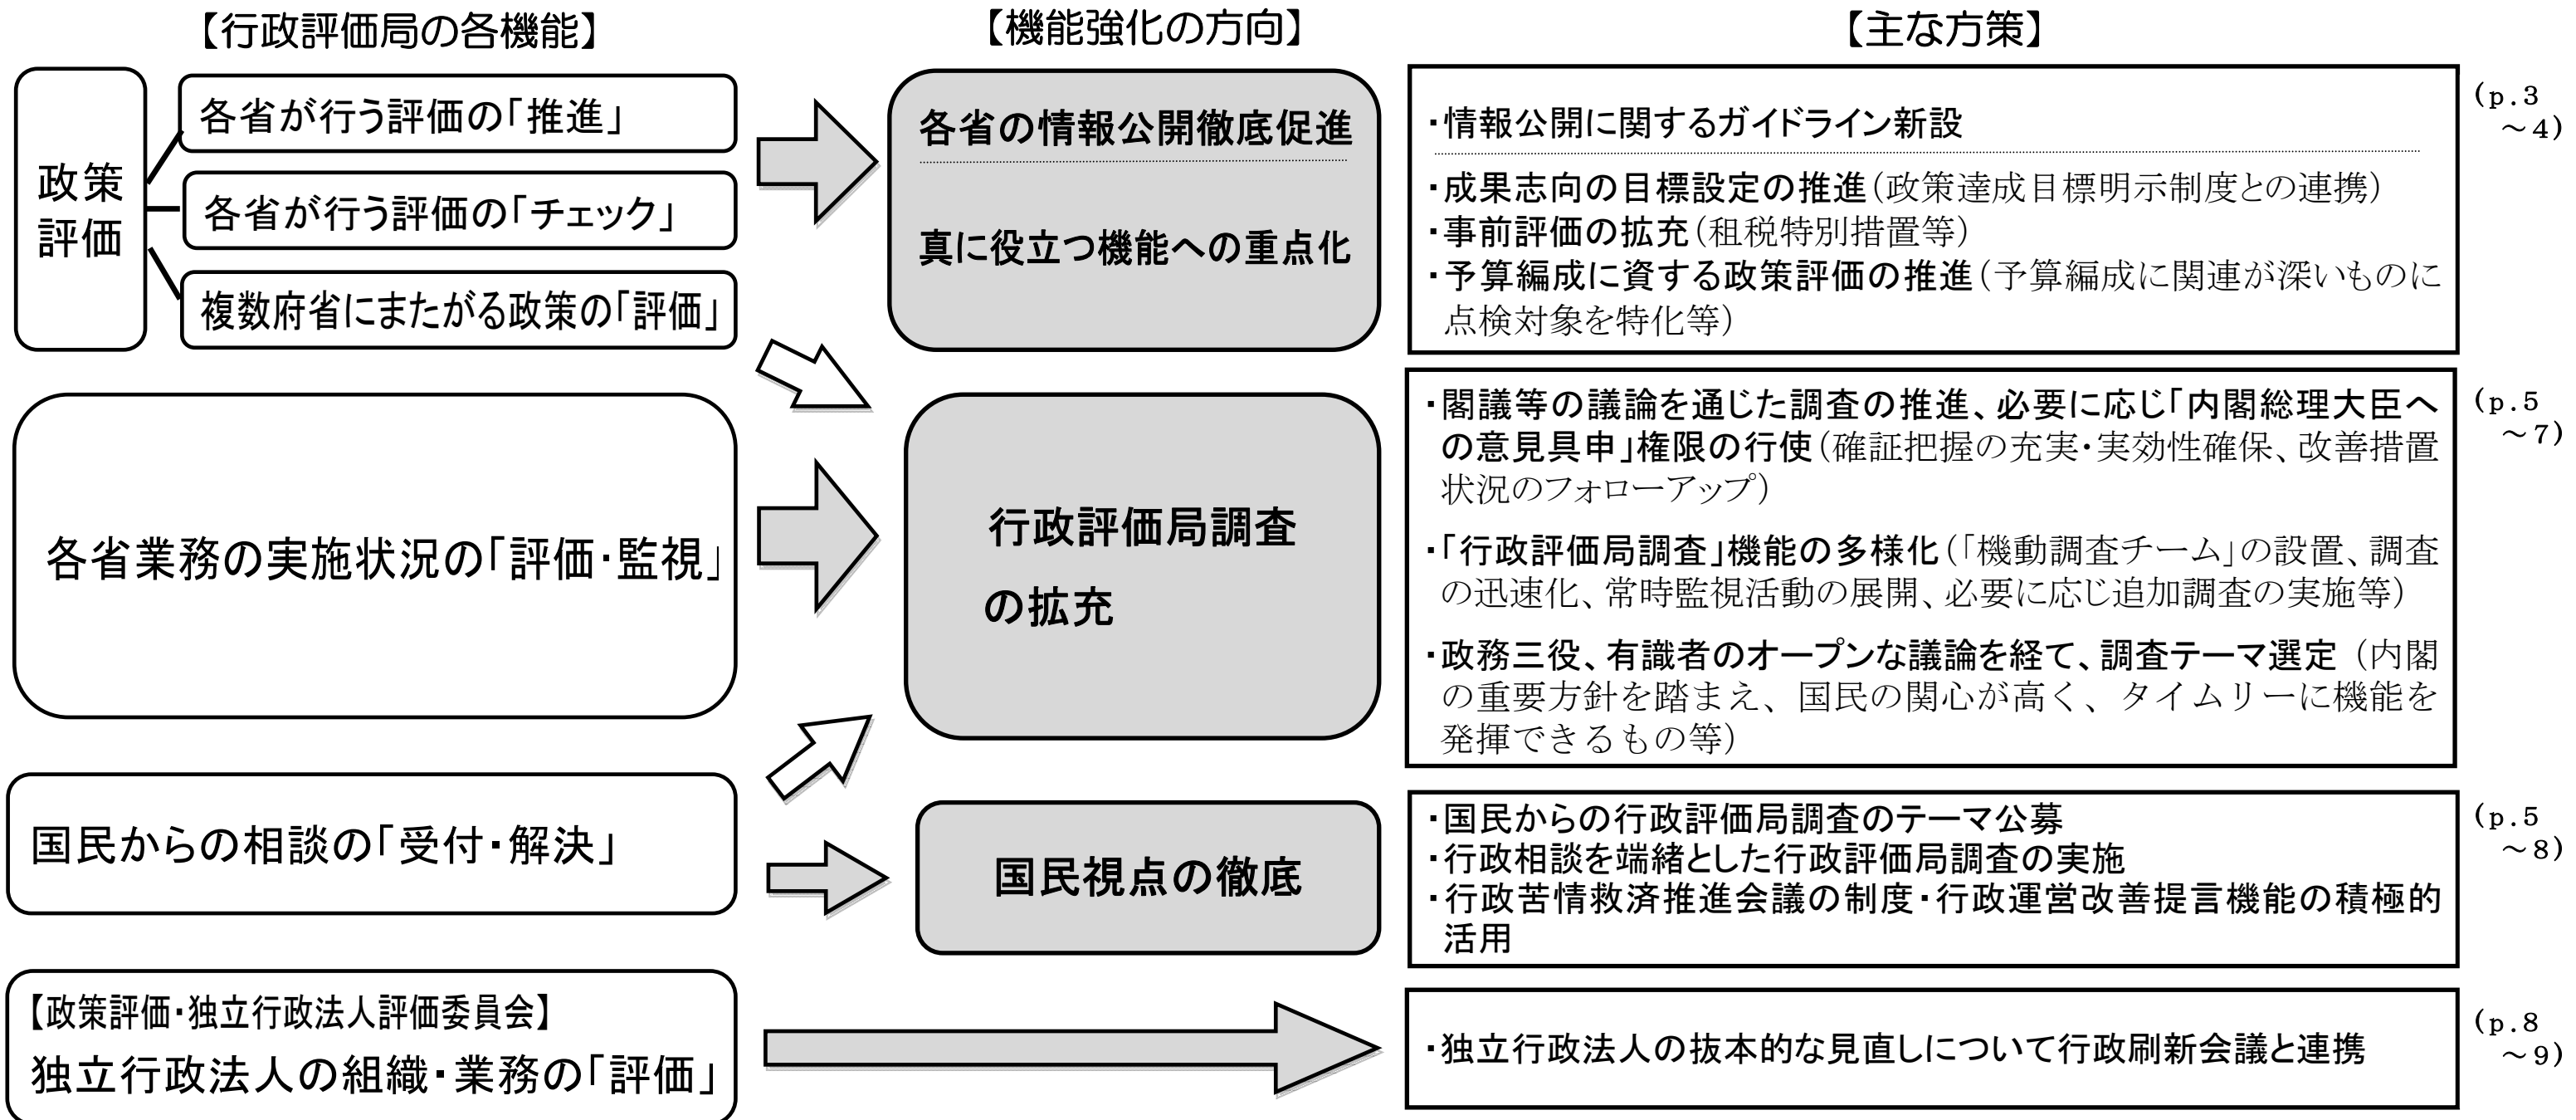 【行政評価局の各機能】
【機能強化の方向】
【主な方策】
政策
評価
各省が行う評価の「推進」
各省が行う評価の「チェック」
複数府省にまたがる政策の「評価」
各省の情報公開徹底促進
真に役立つ機能への重点化
・情報公開に関するガイドライン新設
・成果志向の目標設定の推進（政策達成目標明示制度との連携）
・事前評価の拡充（租税特別措置等）
・予算編成に資する政策評価の推進（予算編成に関連が深いものに
点検対象を特化等）
(p.3
～4)
各省業務の実施状況の「評価・監視」
行政評価局調査
の拡充
・閣議等の議論を通じた調査の推進、必要に応じ「内閣総理大臣へ
の意見具申」権限の行使（確証把握の充実・実効性確保、改善措置
状況のフォローアップ）
・「行政評価局調査」機能の多様化（「機動調査チーム」の設置、調査
の迅速化、常時監視活動の展開、必要に応じ追加調査の実施等）
・政務三役、有識者のオープンな議論を経て、調査テーマ選定（内閣
の重要方針を踏まえ、国民の関心が高く、タイムリーに機能を
発揮できるもの等）
(p.5
～7)
国民からの相談の「受付・解決」
国民視点の徹底
・国民からの行政評価局調査のテーマ公募
・行政相談を端緒とした行政評価局調査の実施
・行政苦情救済推進会議の制度・行政運営改善提言機能の積極的
活用
(p.5
～8)
【政策評価・独立行政法人評価委員会】
独立行政法人の組織・業務の「評価」
・独立行政法人の抜本的な見直しについて行政刷新会議と連携
(p.8
～9)